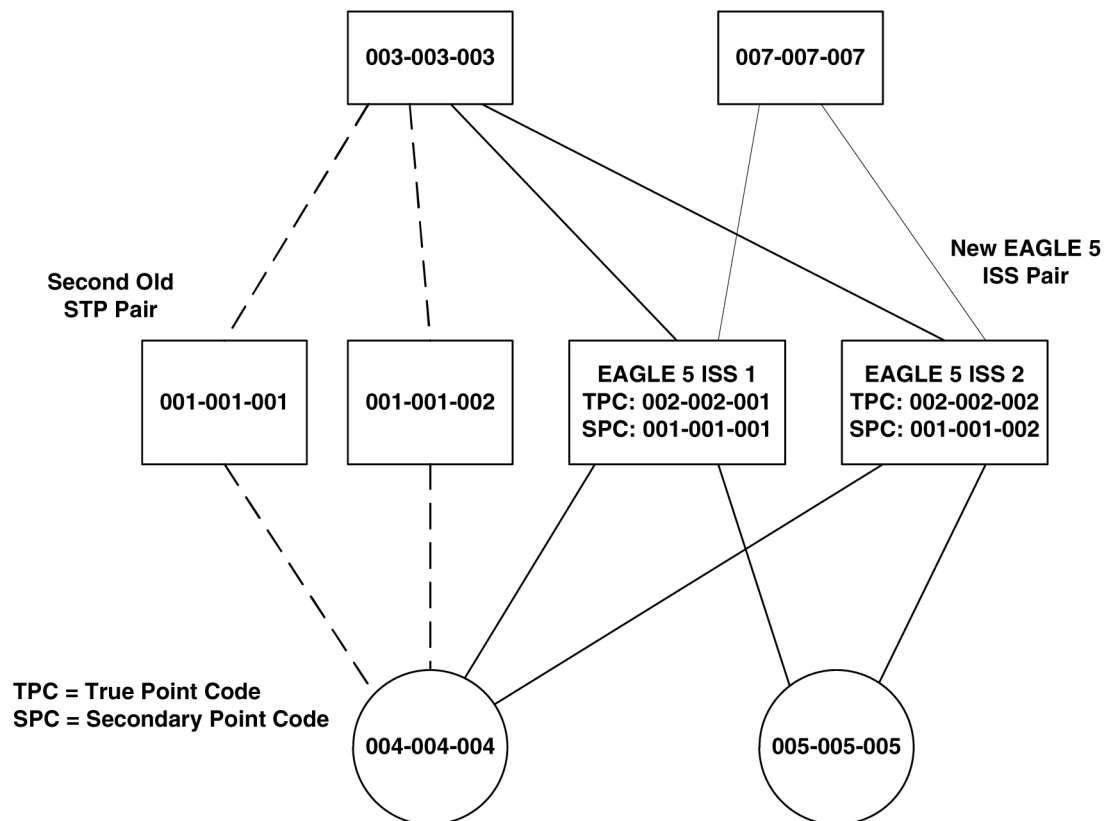 003-003-003
007-007-007
New EAGLE 5
ISS Pair
Second Old
STP Pair
001-001-001
001-001-002
EAGLE 5 ISS 1
TPC: 002-002-001
SPC: 001-001-001
EAGLE 5 ISS 2
TPC: 002-002-002
SPC: 001-001-002
TPC = True Point Code
SPC = Secondary Point Code
004-004-004
005-005-005